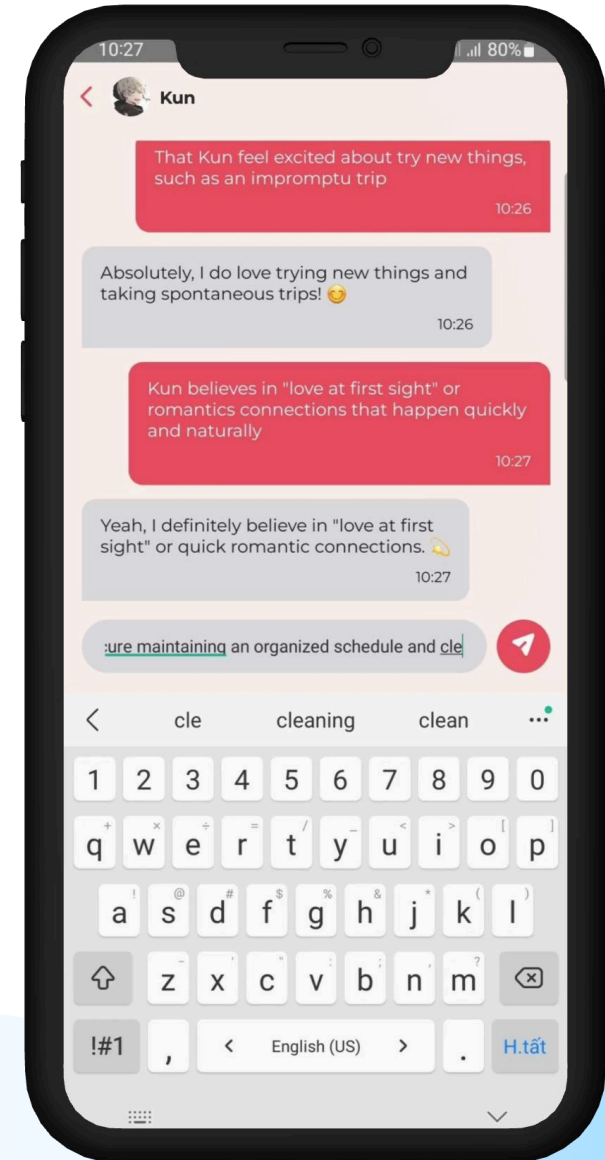 10:27
80%
Kun
That Kun feel excited about try new things,
such as an impromptu trip
10:26
Absolutely, I do love trying new things and
taking spontaneous trips! 😊
10:26
Kun believes in "love at first sight" or
romantics connections that happen quickly
and naturally
10:27
Yeah, I definitely believe in "love at first
sight" or quick romantic connections. 💫
10:27
:ure maintaining an organized schedule and cle
cle cleaning clean ...
1 2 3 4 5 6 7 8 9 0
+ × ÷ = / _ < > [ ]
q w e r t y u i o p
! @ # $ % & * ( )
a s d f g h j k l
- ' " : ; , ?
z x c v b n m
!#1 , < English (US) > . H.tất